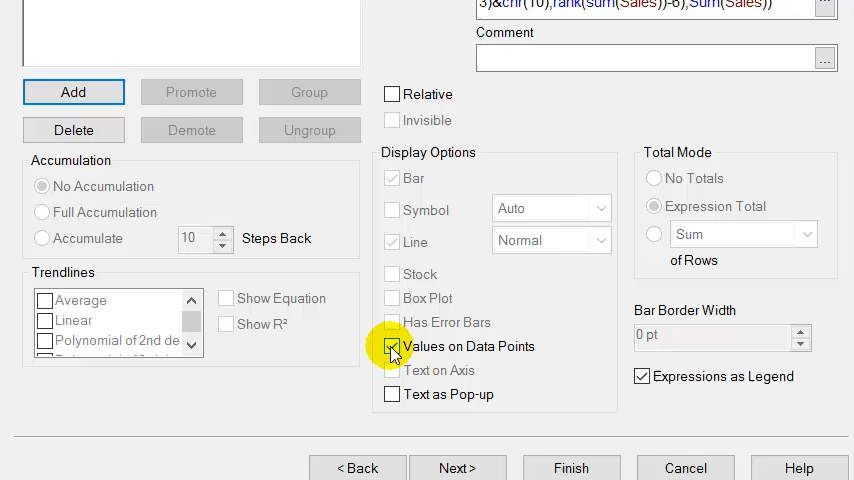 3)&chr(10),rank(sum(Sales))-6),Sum(Sales))
...
Comment
...
Add
Promote
Group
Relative
Invisible
Delete
Demote
Ungroup
Accumulation
No Accumulation
Full Accumulation
Accumulate
10
Steps Back
Display Options
Bar
Symbol
Auto
Line
Normal
Stock
Box Plot
Has Error Bars
Values on Data Points
Text on Axis
Text as Pop-up
Total Mode
No Totals
Expression Total
Sum
of Rows
Trendlines
Average
Linear
Polynomial of 2nd de
Show Equation
Show R²
Bar Border Width
0 pt
Expressions as Legend
< Back
Next >
Finish
Cancel
Help